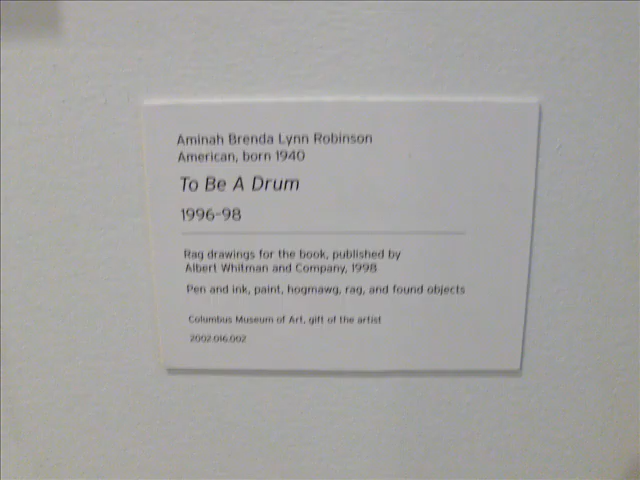 Aminah Brenda Lynn Robinson
American, born 1940
To Be A Drum
1996-98
Rag drawings for the book, published by
Albert Whitman and Company, 1998
Pen and ink, paint, hogmawg, rag, and found objects
Columbus Museum of Art, gift of the artist
2002.016.002